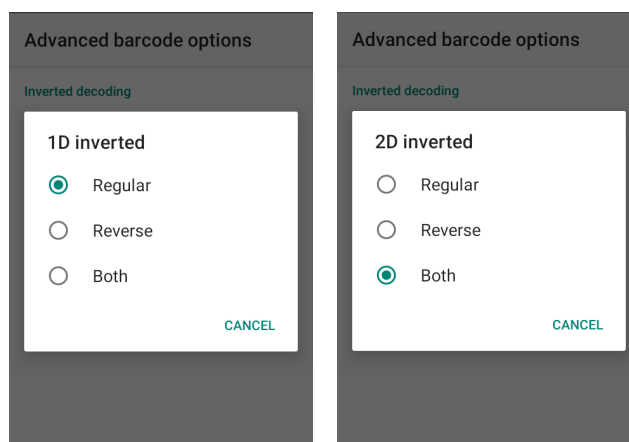 Advanced barcode options
Inverted decoding
1D inverted
Regular
Reverse
Both
CANCEL
Advanced barcode options
Inverted decoding
2D inverted
Regular
Reverse
Both
CANCEL